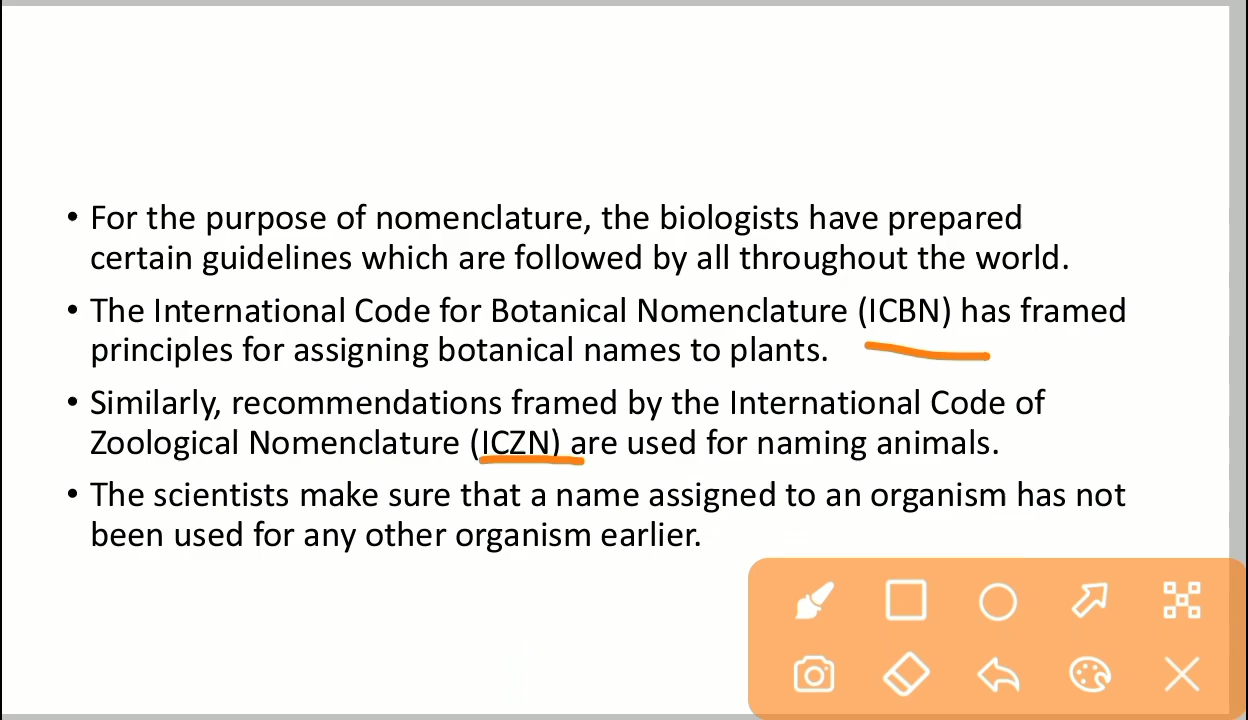 • For the purpose of nomenclature, the biologists have prepared
certain guidelines which are followed by all throughout the world.
• The International Code for Botanical Nomenclature (ICBN) has framed
principles for assigning botanical names to plants.
• Similarly, recommendations framed by the International Code of
Zoological Nomenclature (ICZN) are used for naming animals.
• The scientists make sure that a name assigned to an organism has not
been used for any other organism earlier.